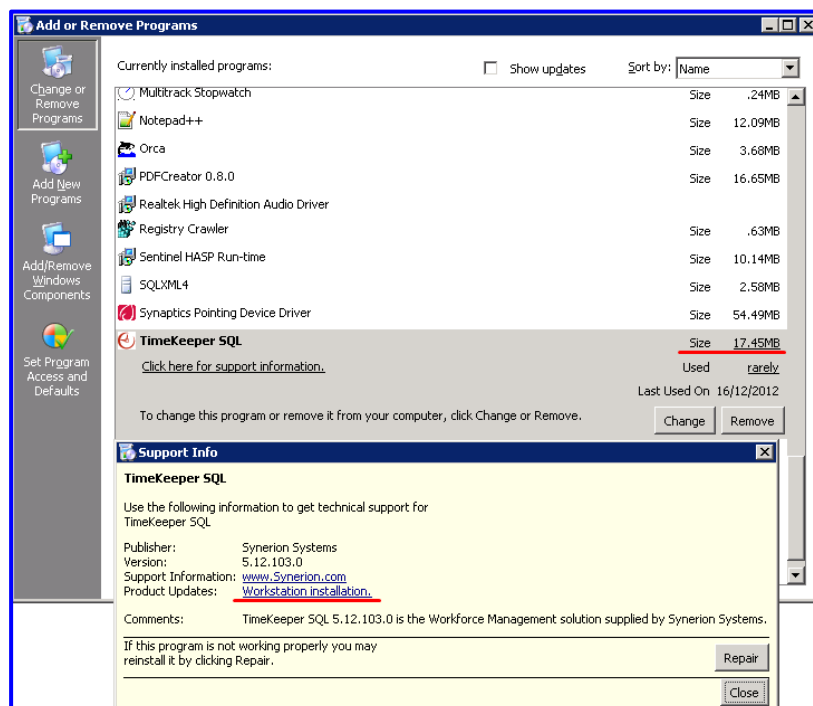 Add or Remove Programs
Change or
Remove
Programs
Add New
Programs
Add/Remove
Windows
Components
Set Program
Access and
Defaults
Currently installed programs:
Show updates
Sort by: Name
Multitrack Stopwatch Size .24MB
Notepad++ Size 12.09MB
Orca Size 3.68MB
PDFCreator 0.8.0 Size 16.65MB
Realtek High Definition Audio Driver
Registry Crawler Size .63MB
Sentinel HASP Run-time Size 10.14MB
SQLXML4 Size 2.58MB
Synaptics Pointing Device Driver Size 54.49MB
TimeKeeper SQL Size 17.45MB
Click here for support information. Used rarely
Last Used On 16/12/2012
To change this program or remove it from your computer, click Change or Remove. Change Remove
Support Info
TimeKeeper SQL
Use the following information to get technical support for
TimeKeeper SQL
Publisher: Synerion Systems
Version: 5.12.103.0
Support Information: www.Synerion.com
Product Updates: Workstation installation.
Comments: TimeKeeper SQL 5.12.103.0 is the Workforce Management solution supplied by Synerion Systems.
If this program is not working properly you may
reinstall it by clicking Repair. Repair
Close